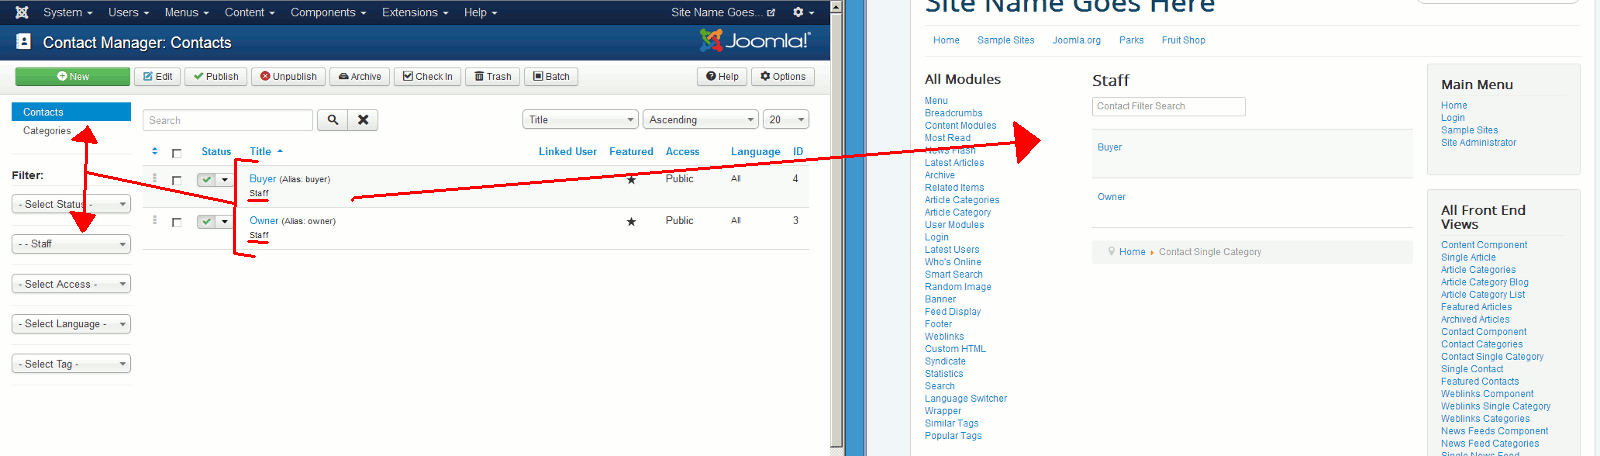 System Users Menus Content Components Extensions Help Site Name Goes...
Contact Manager: Contacts Joomla!
New Edit Publish Unpublish Archive Check In Trash Batch Help Options
Contacts
Categories
Search Title Ascending 20
Status Title Linked User Featured Access Language ID
Filter:
Buyer (Alias: buyer) Public All 4
Staff
- Select Status -
Owner (Alias: owner) Public All 3
Staff
- - Staff
- Select Access -
- Select Language -
- Select Tag -
Site Name Goes Here
Home Sample Sites Joomla.org Parks Fruit Shop
All Modules
Menu
Breadcrumbs
Content Modules
Most Read
News Flash
Latest Articles
Archive
Related Items
Article Categories
Article Category
User Modules
Login
Latest Users
Who's Online
Smart Search
Random Image
Banner
Feed Display
Footer
Weblinks
Custom HTML
Syndicate
Statistics
Search
Language Switcher
Wrapper
Similar Tags
Popular Tags
Staff
Contact Filter Search
Buyer
Owner
Home Contact Single Category
Main Menu
Home
Login
Sample Sites
Site Administrator
All Front End
Views
Content Component
Single Article
Article Categories
Article Category Blog
Article Category List
Featured Articles
Archived Articles
Contact Component
Contact Categories
Contact Single Category
Single Contact
Featured Contacts
Weblinks Component
Weblinks Single Category
Weblinks Categories
News Feeds Component
News Feed Categories
Single News Feed